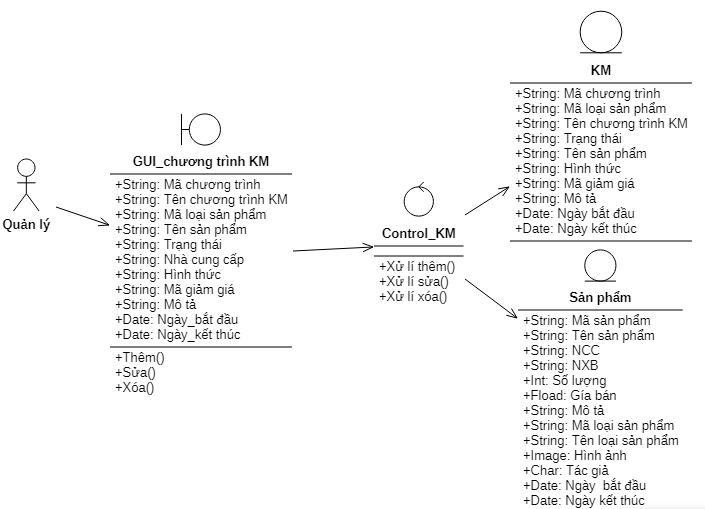 Quản lý
GUI_chương trình KM
+String: Mã chương trình
+String: Tên chương trình KM
+String: Mã loại sản phẩm
+String: Tên sản phẩm
+String: Trạng thái
+String: Nhà cung cấp
+String: Hình thức
+String: Mã giảm giá
+String: Mô tả
+Date: Ngày_bắt đầu
+Date: Ngày_kết thúc
+Thêm()
+Sửa()
+Xóa()
Control_KM
+Xử lí thêm()
+Xử lí sửa()
+Xử lí xóa()
KM
+String: Mã chương trình
+String: Mã loại sản phẩm
+String: Tên chương trình KM
+String: Trạng thái
+String: Tên sản phẩm
+String: Hình thức
+String: Mã giảm giá
+String: Mô tả
+Date: Ngày bắt đầu
+Date: Ngày kết thúc
Sản phẩm
+String: Mã sản phẩm
+String: Tên sản phẩm
+String: NCC
+String: NXB
+Int: Số lượng
+Fload: Gía bán
+String: Mô tả
+String: Mã loại sản phẩm
+String: Tên loại sản phẩm
+Image: Hình ảnh
+Char: Tác giả
+Date: Ngày  bắt đầu
+Date: Ngày kết thúc